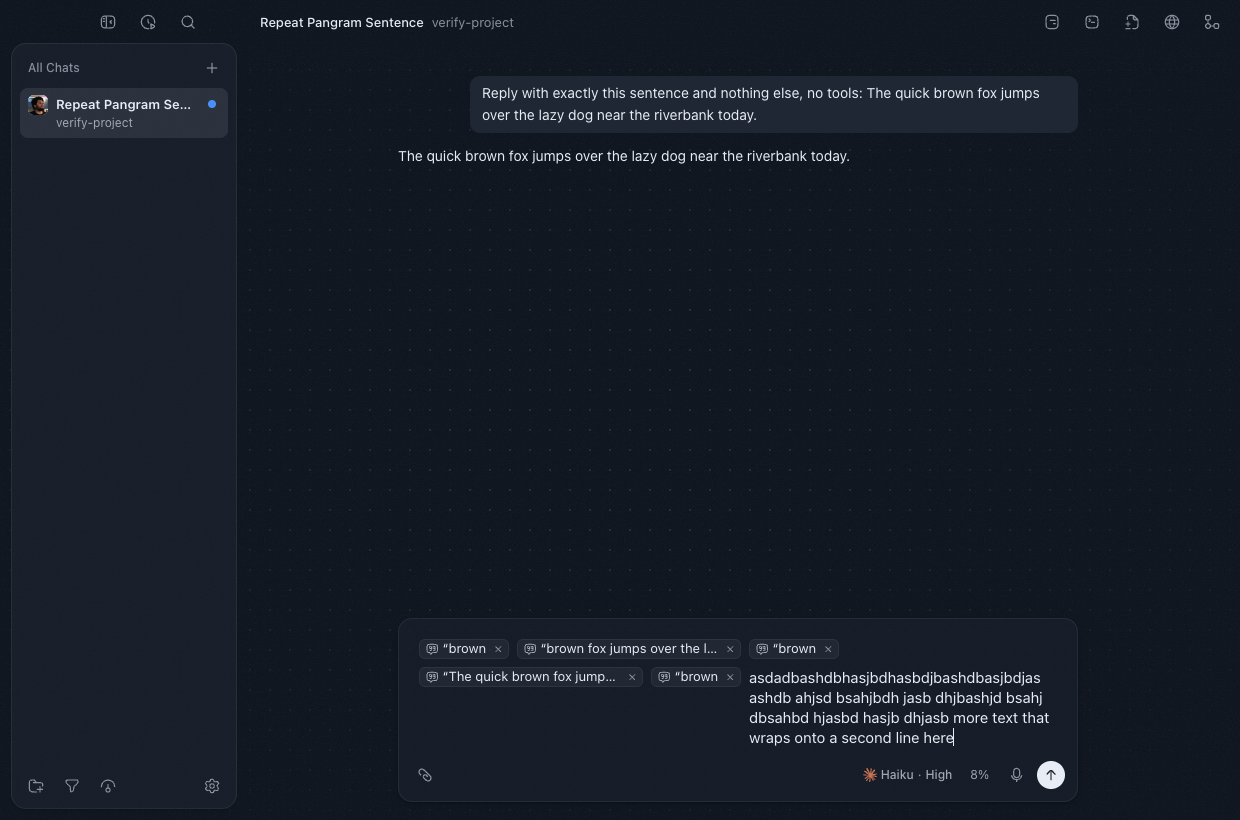 Repeat Pangram Sentence verify-project
All Chats
Repeat Pangram Se...
verify-project
Reply with exactly this sentence and nothing else, no tools: The quick brown fox jumps
over the lazy dog near the riverbank today.
The quick brown fox jumps over the lazy dog near the riverbank today.
"brown × "brown fox jumps over the l... × "brown ×
"The quick brown fox jump... × "brown × asdadbashdbhasjbdhasbdjbashdbasjbdjas
ashdb ahjsd bsahjbdh jasb dhjbashjd bsahj
dbsahbd hjasbd hasjb dhjasb more text that
wraps onto a second line here
Haiku · High 8%